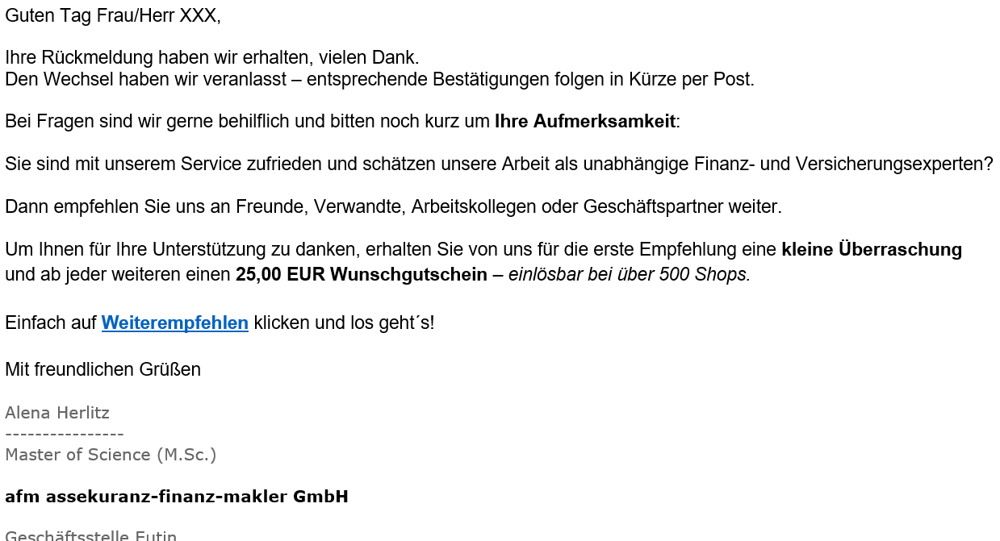 Guten Tag Frau/Herr XXX,
Ihre Rückmeldung haben wir erhalten, vielen Dank.
Den Wechsel haben wir veranlasst – entsprechende Bestätigungen folgen in Kürze per Post.
Bei Fragen sind wir gerne behilflich und bitten noch kurz um Ihre Aufmerksamkeit:
Sie sind mit unserem Service zufrieden und schätzen unsere Arbeit als unabhängige Finanz- und Versicherungsexperten?
Dann empfehlen Sie uns an Freunde, Verwandte, Arbeitskollegen oder Geschäftspartner weiter.
Um Ihnen für Ihre Unterstützung zu danken, erhalten Sie von uns für die erste Empfehlung eine kleine Überraschung
und ab jeder weiteren einen 25,00 EUR Wunschgutschein – einlösbar bei über 500 Shops.
Einfach auf Weiterempfehlen klicken und los geht´s!
Mit freundlichen Grüßen
Alena Herlitz
----------------
Master of Science (M.Sc.)
afm assekuranz-finanz-makler GmbH
Geschäftsstelle Eutin